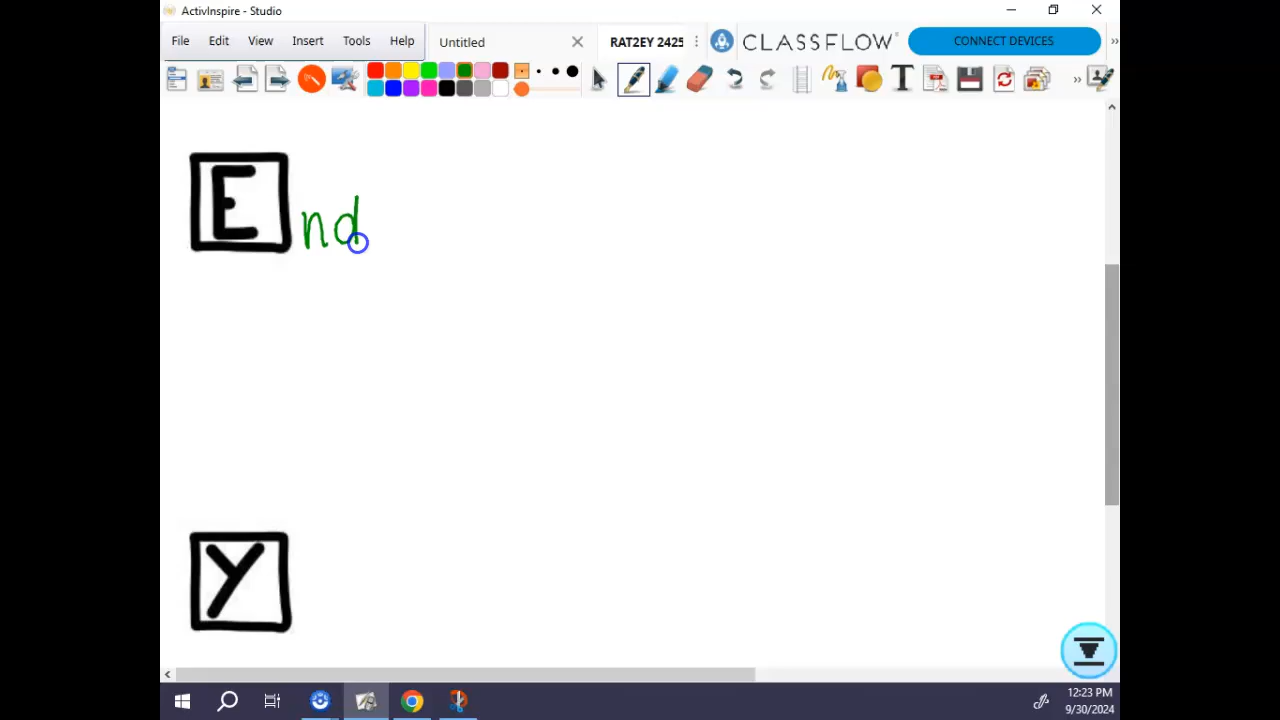 ActivInspire - Studio
File Edit View Insert Tools Help Untitled RAT2EY 2425 CLASSFLOW CONNECT DEVICES
End
Y
12:23 PM
9/30/2024